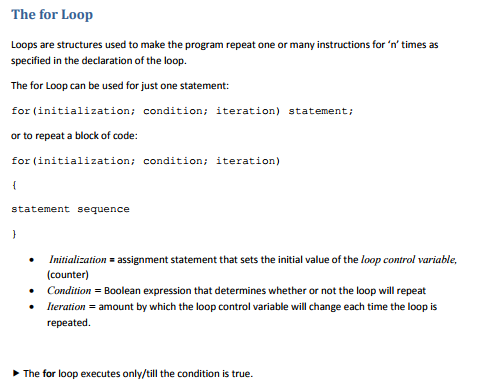 The for Loop
Loops are structures used to make the program repeat one or many instructions for ‘n’ times as
specified in the declaration of the loop.
The for Loop can be used for just one statement:
for(initialization; condition; iteration) statement;
or to repeat a block of code:
for(initialization; condition; iteration)
{
statement sequence
}
• Initialization = assignment statement that sets the initial value of the loop control variable,
(counter)
• Condition = Boolean expression that determines whether or not the loop will repeat
• Iteration = amount by which the loop control variable will change each time the loop is
repeated.
▶ The for loop executes only/till the condition is true.